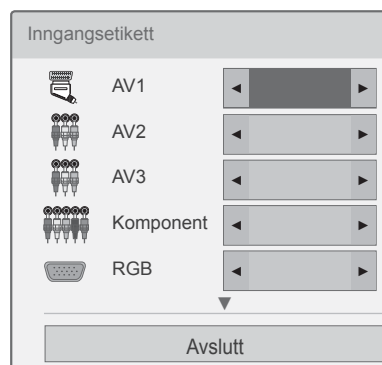 Inngangsetikett
AV1
AV2
AV3
Komponent
RGB
Avslutt